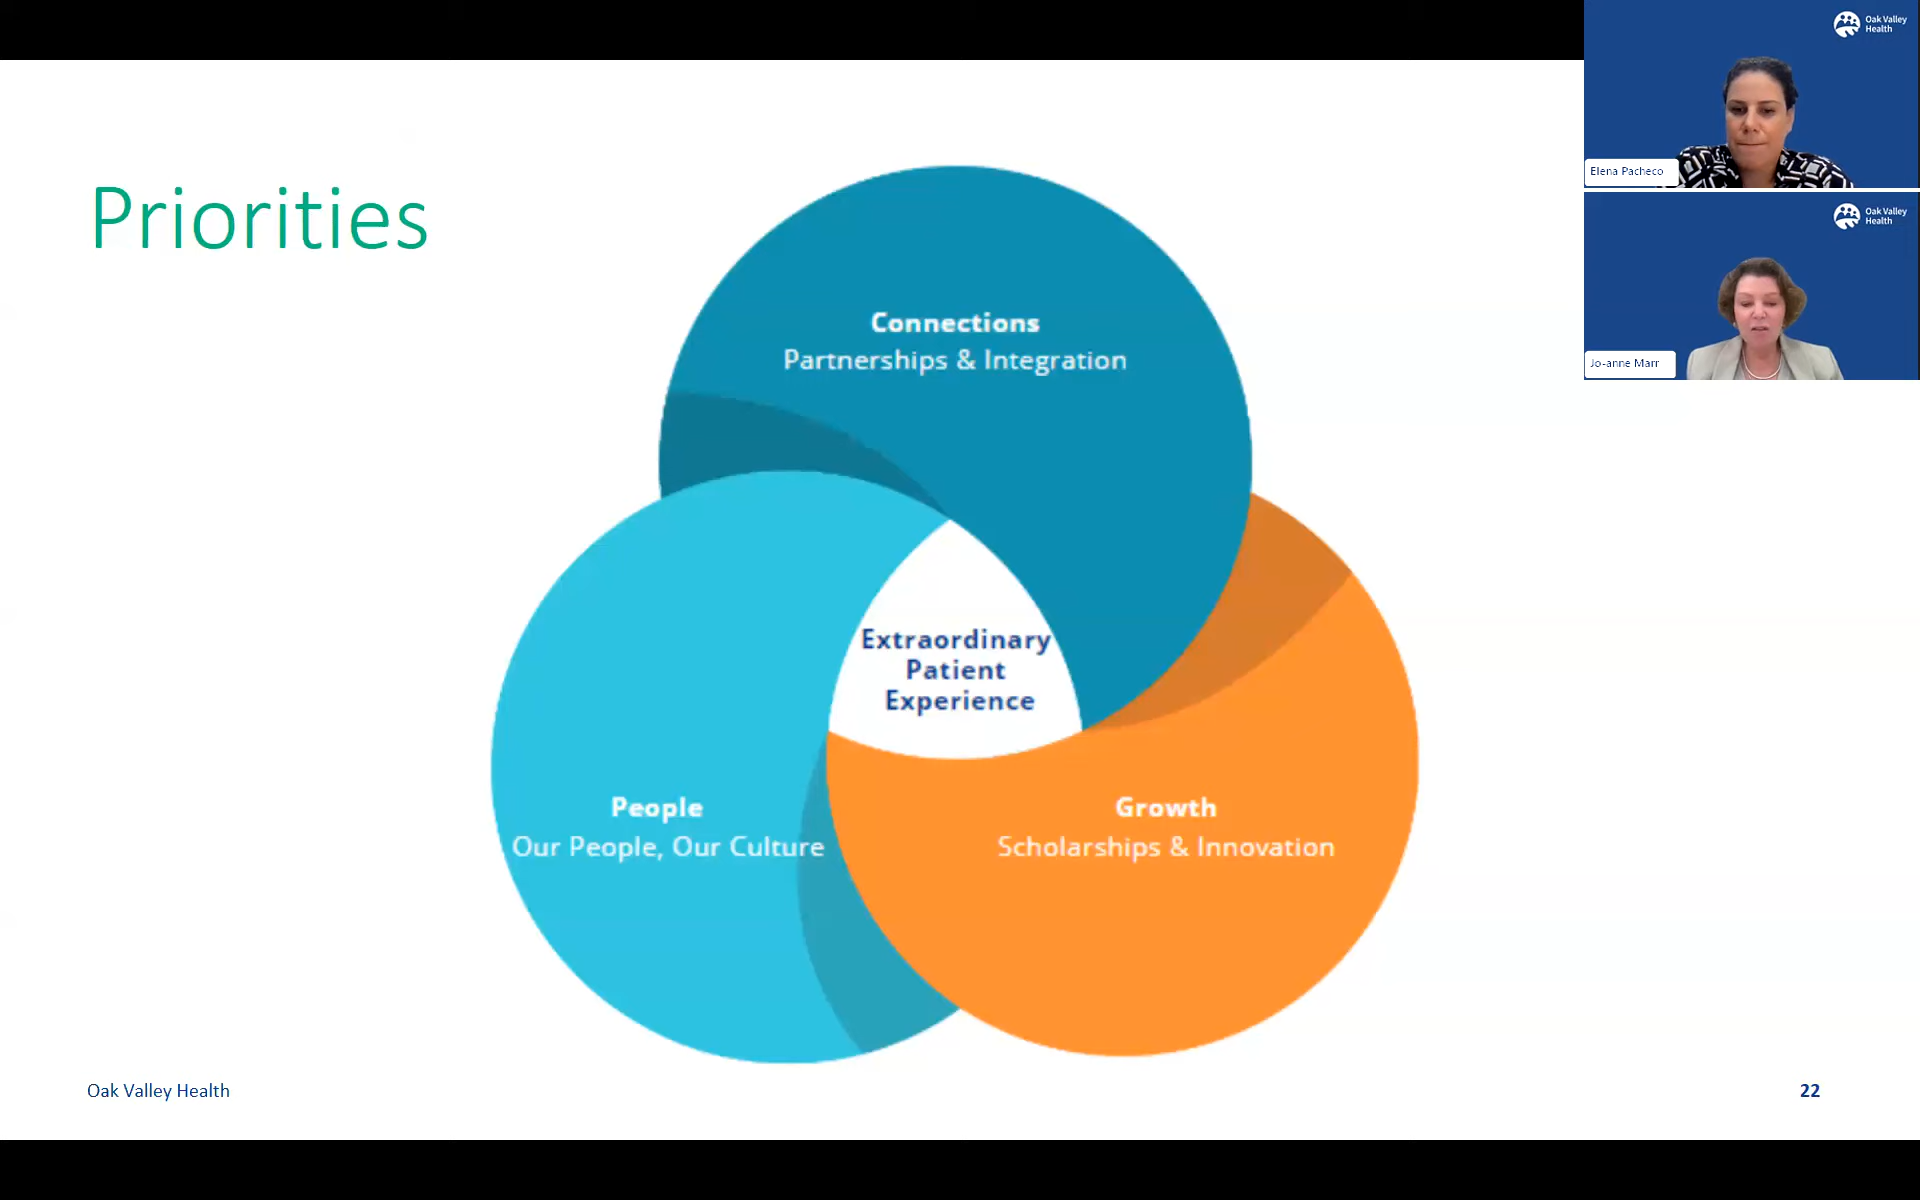 Priorities
Connections
Partnerships & Integration
Extraordinary
Patient
Experience
People
Our People, Our Culture
Growth
Scholarships & Innovation
Oak Valley Health
22
Oak Valley
Health
Elena Pacheco
Oak Valley
Health
Jo-anne Marr